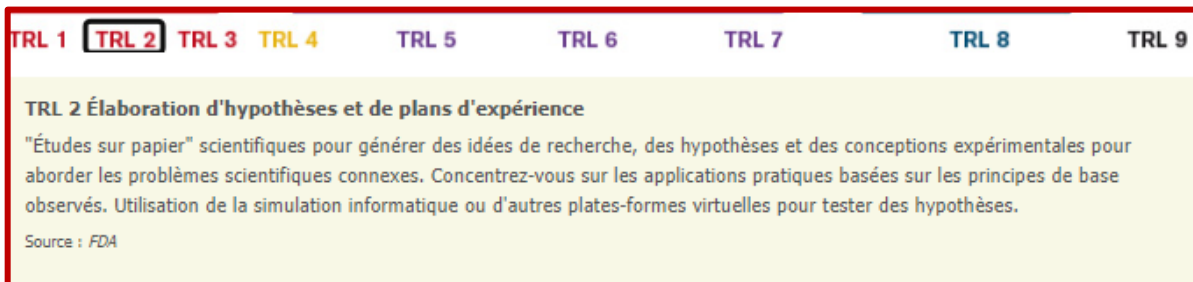 TRL 1 TRL 2 TRL 3 TRL 4 TRL 5 TRL 6 TRL 7 TRL 8 TRL 9
TRL 2 Élaboration d'hypothèses et de plans d'expérience
"Études sur papier" scientifiques pour générer des idées de recherche, des hypothèses et des conceptions expérimentales pour
aborder les problèmes scientifiques connexes. Concentrez-vous sur les applications pratiques basées sur les principes de base
observés. Utilisation de la simulation informatique ou d'autres plates-formes virtuelles pour tester des hypothèses.
Source : FDA